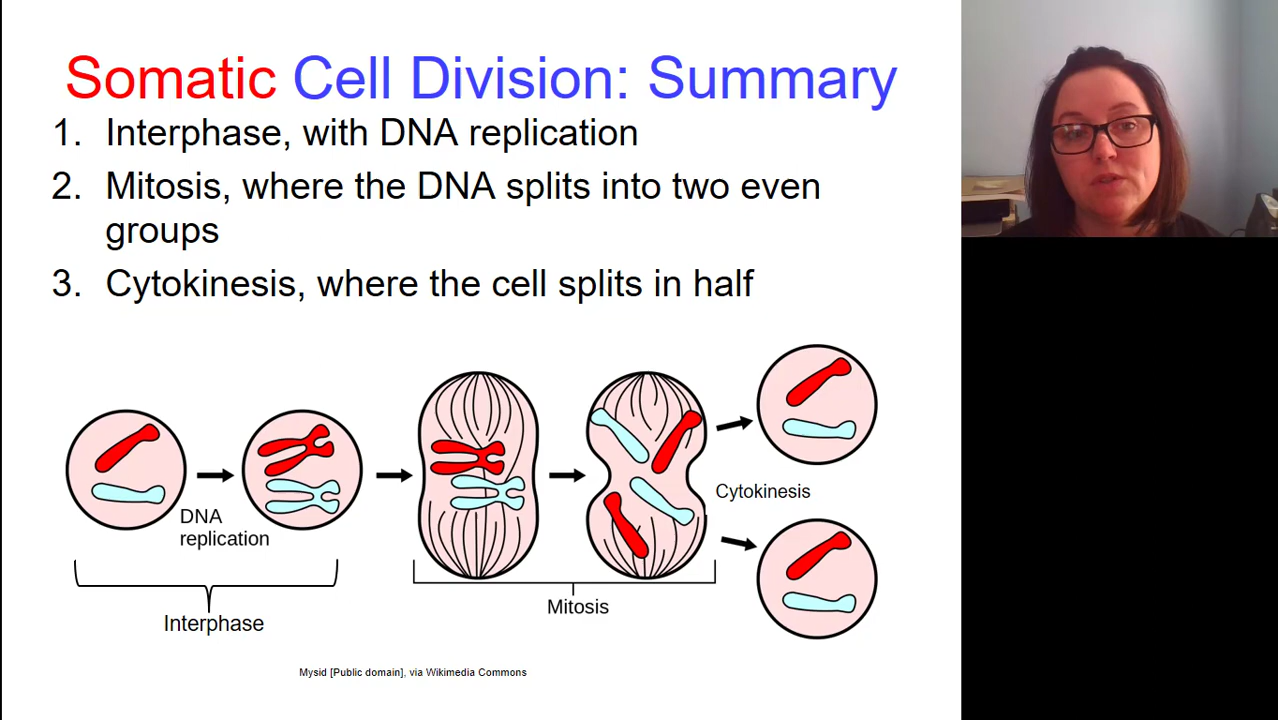 Somatic Cell Division: Summary
1. Interphase, with DNA replication
2. Mitosis, where the DNA splits into two even
groups
3. Cytokinesis, where the cell splits in half
DNA
replication
Interphase
Mitosis
Cytokinesis
Mysid [Public domain], via Wikimedia Commons